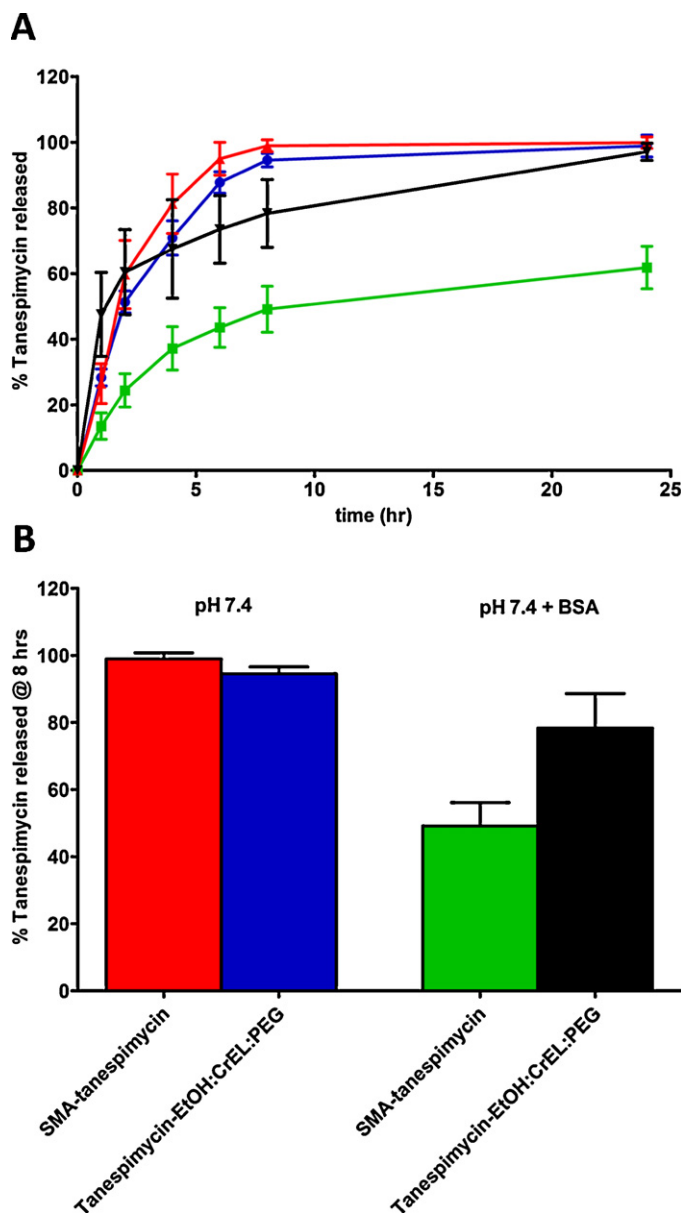 A
% Tanespimycin released
120
100
80
60
40
20
0
0 5 10 15 20 25
time (hr)
B
% Tanespimycin released @ 8 hrs
120
100
80
60
40
20
0
pH 7.4 pH 7.4 + BSA
SMA-tanespimycin
Tanespimycin-EtOH:CrEL:PEG
SMA-tanespimycin
Tanespimycin-EtOH:CrEL:PEG